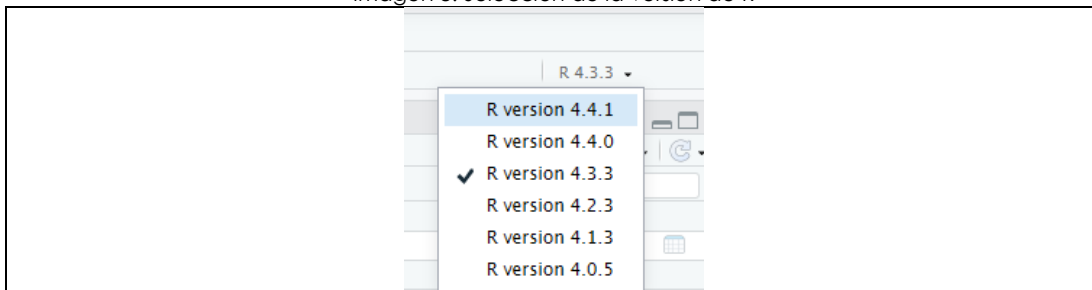 R 4.3.3
R version 4.4.1
R version 4.4.0
R version 4.3.3
R version 4.2.3
R version 4.1.3
R version 4.0.5